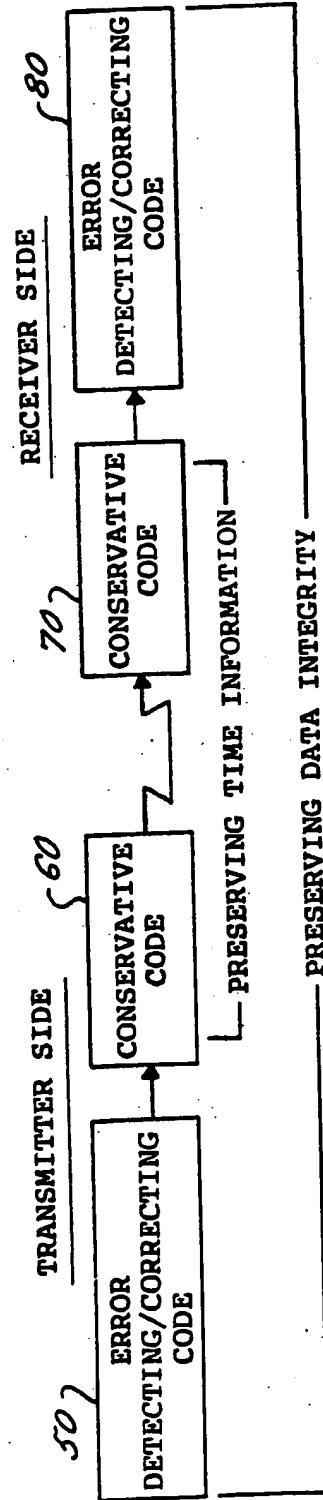 TRANSMITTER SIDE
RECEIVER SIDE
50
ERROR
DETECTING/CORRECTING
CODE
60
CONSERVATIVE
CODE
70
CONSERVATIVE
CODE
80
ERROR
DETECTING/CORRECTING
CODE
PRESERVING TIME INFORMATION
PRESERVING DATA INTEGRITY